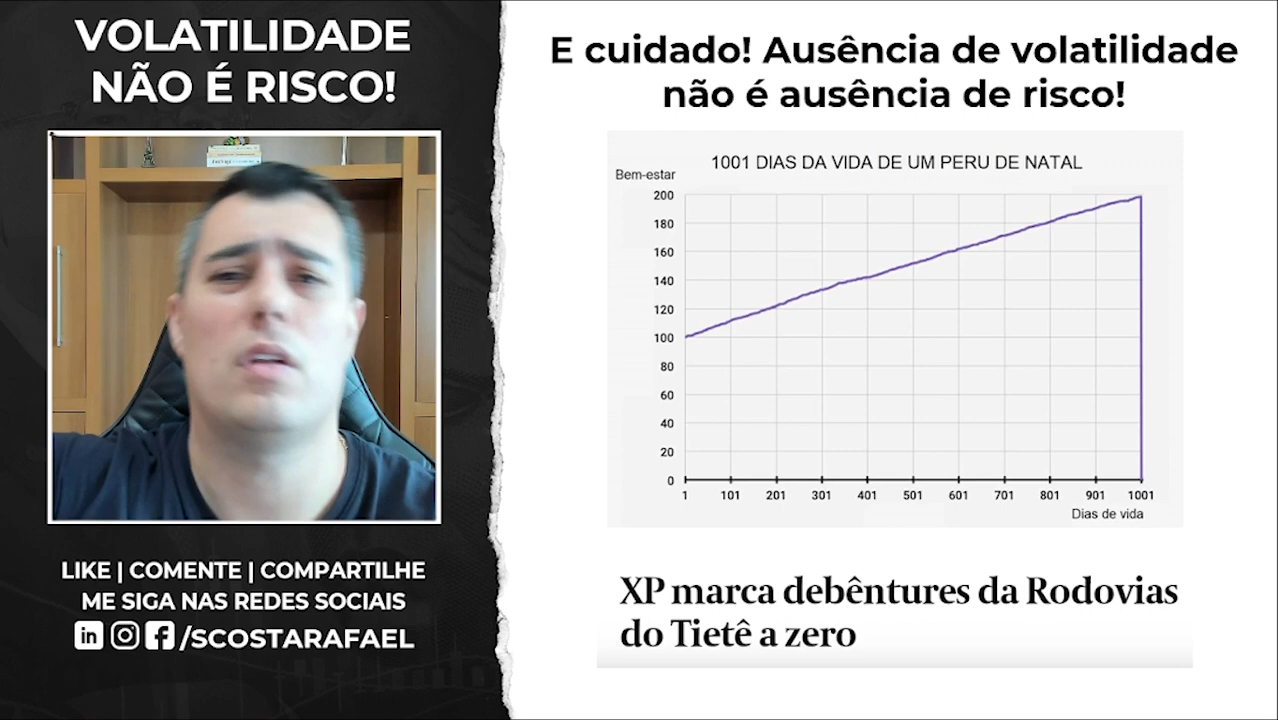 VOLATILIDADE
NÃO É RISCO!
LIKE | COMENTE | COMPARTILHE
ME SIGA NAS REDES SOCIAIS
in f /SCOSTARAFAEL
E cuidado! Ausência de volatilidade
não é ausência de risco!
1001 DIAS DA VIDA DE UM PERU DE NATAL
Bem-estar
200
180
160
140
120
100
80
60
40
20
0
1 101 201 301 401 501 601 701 801 901 1001
Dias de vida
XP marca debêntures da Rodovias
do Tietê a zero